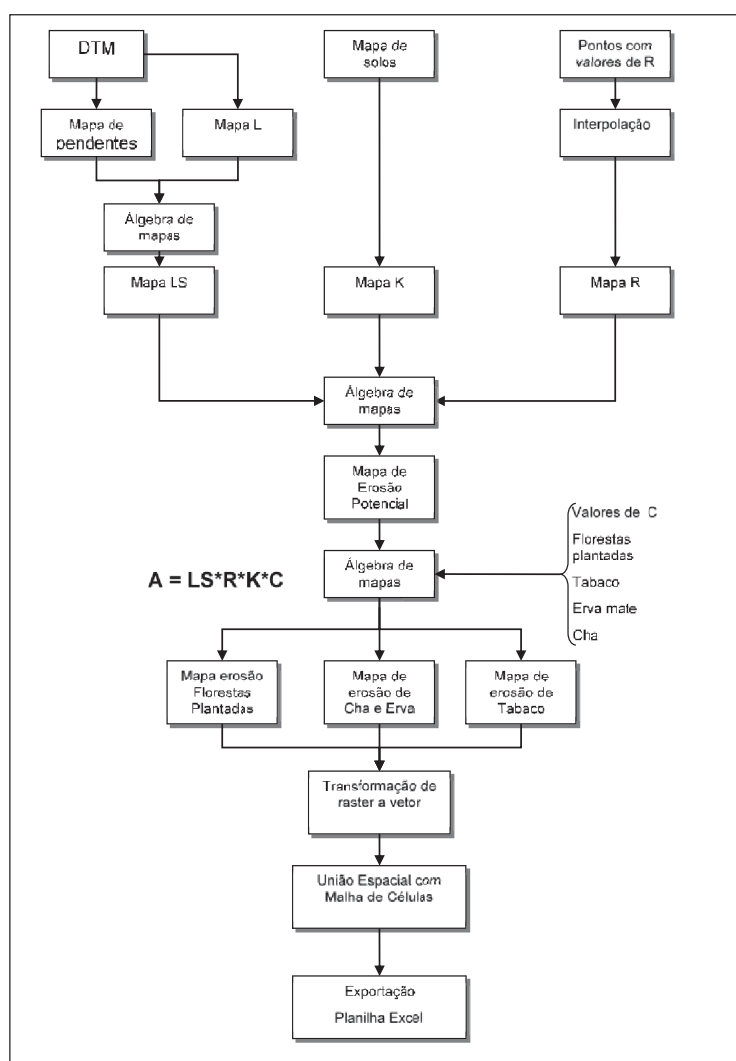 DTM
Mapa de
solos
Pontos com
valores de R
Mapa de
pendentes
Mapa L
Interpolação
Álgebra de
mapas
Mapa LS
Mapa K
Mapa R
Álgebra de
mapas
Mapa de
Erosão
Potencial
Valores de C
Florestas
plantadas
Tabaco
Erva mate
Cha
A = LS*R*K*C
Álgebra de
mapas
Mapa erosão
Florestas
Plantadas
Mapa de
erosão de
Cha e Erva
Mapa de
erosão de
Tabaco
Transformação de
raster a vetor
União Espacial com
Malha de Células
Exportação
Planilha Excel